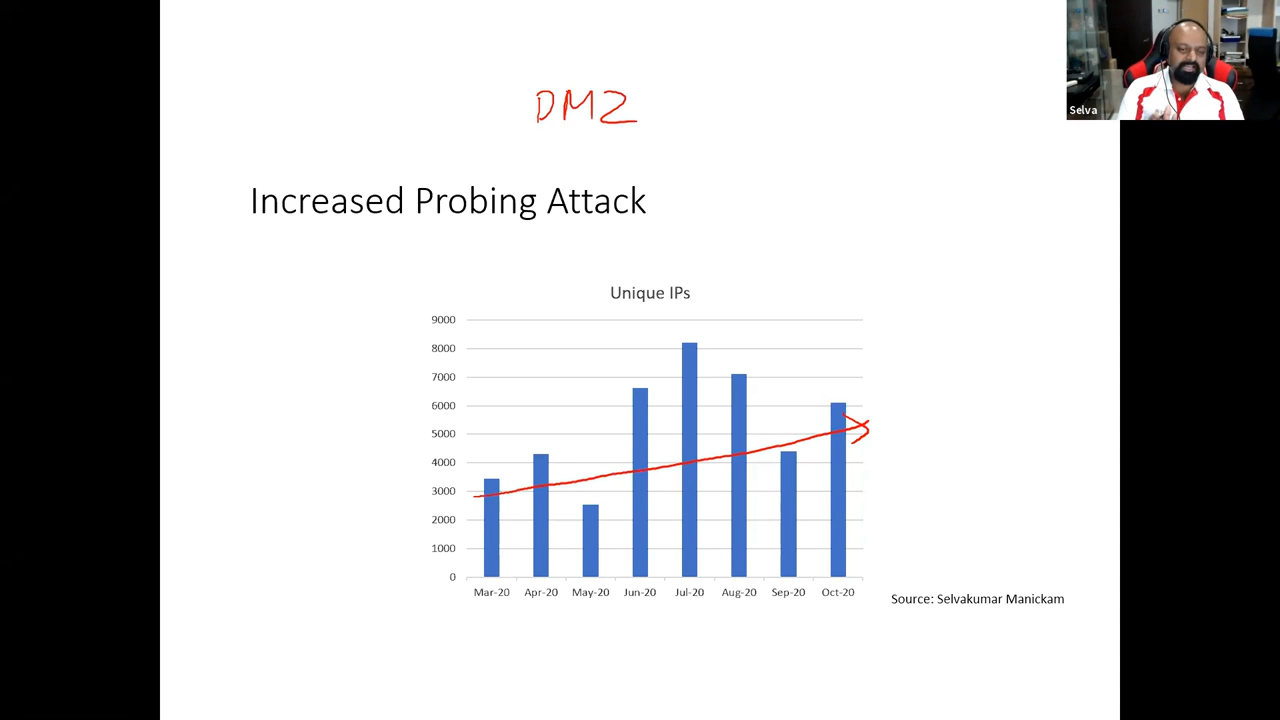 Selva
DMZ
Increased Probing Attack
Unique IPs
9000
8000
7000
6000
5000
4000
3000
2000
1000
0
Mar-20 Apr-20 May-20 Jun-20 Jul-20 Aug-20 Sep-20 Oct-20
Source: Selvakumar Manickam